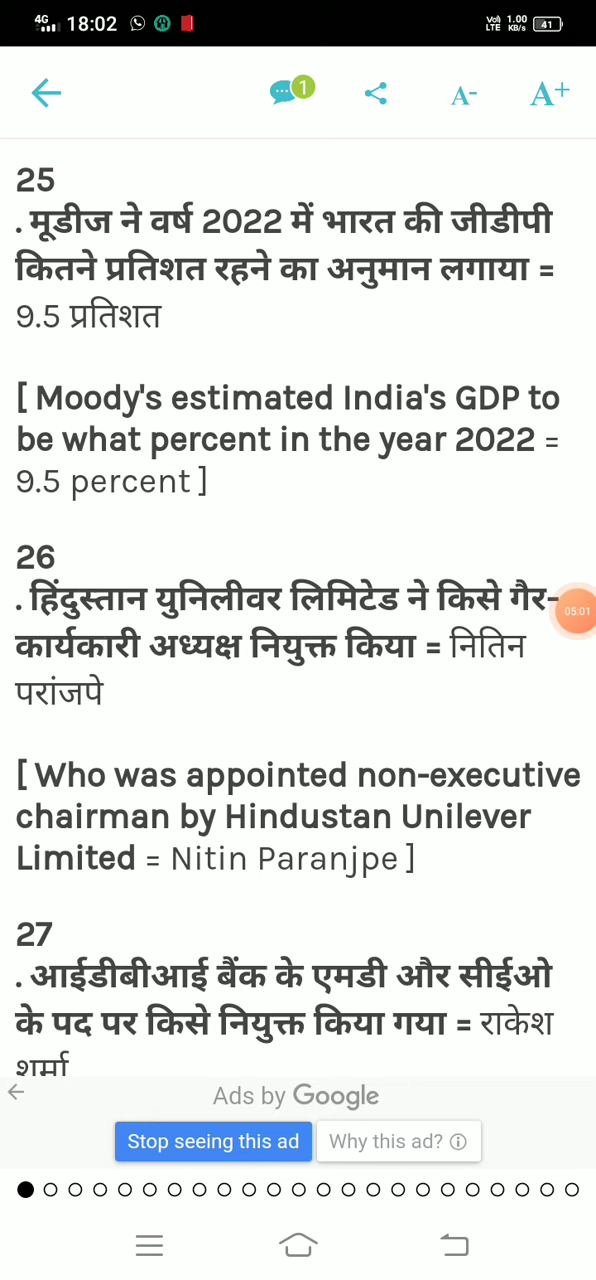 4G 18:02 Vo) LTE 1.00 KB/s 41
1
A- A+
25
. मूडीज ने वर्ष 2022 में भारत की जीडीपी
कितने प्रतिशत रहने का अनुमान लगाया =
9.5 प्रतिशत
[ Moody's estimated India's GDP to
be what percent in the year 2022 =
9.5 percent ]
26
. हिंदुस्तान युनिलीवर लिमिटेड ने किसे गैर-
05:01
कार्यकारी अध्यक्ष नियुक्त किया = नितिन
परांजपे
[ Who was appointed non-executive
chairman by Hindustan Unilever
Limited = Nitin Paranjpe ]
27
. आईडीबीआई बैंक के एमडी और सीईओ
के पद पर किसे नियुक्त किया गया = राकेश
शर्मा
Ads by Google
Stop seeing this ad Why this ad?